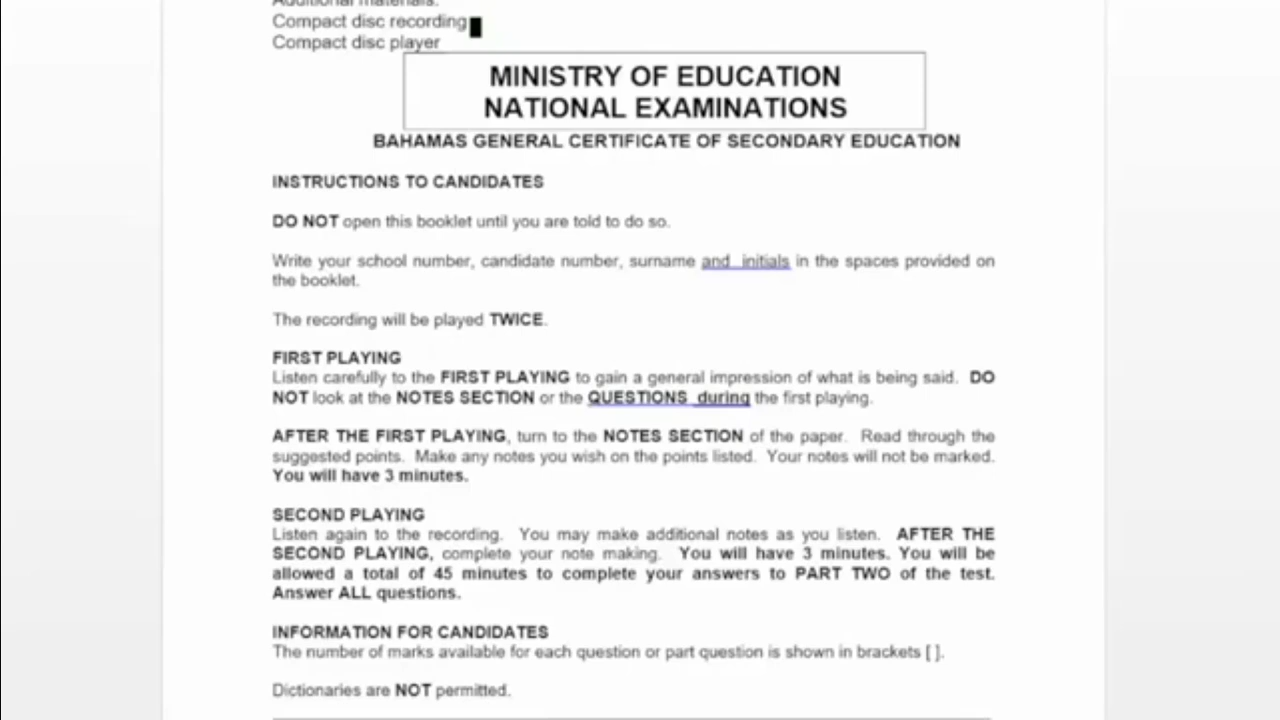 Additional materials:
Compact disc recording
Compact disc player
MINISTRY OF EDUCATION
NATIONAL EXAMINATIONS
BAHAMAS GENERAL CERTIFICATE OF SECONDARY EDUCATION
INSTRUCTIONS TO CANDIDATES
DO NOT open this booklet until you are told to do so.
Write your school number, candidate number, surname and initials in the spaces provided on
the booklet.
The recording will be played TWICE.
FIRST PLAYING
Listen carefully to the FIRST PLAYING to gain a general impression of what is being said. DO
NOT look at the NOTES SECTION or the QUESTIONS during the first playing.
AFTER THE FIRST PLAYING, turn to the NOTES SECTION of the paper. Read through the
suggested points. Make any notes you wish on the points listed. Your notes will not be marked.
You will have 3 minutes.
SECOND PLAYING
Listen again to the recording. You may make additional notes as you listen. AFTER THE
SECOND PLAYING, complete your note making. You will have 3 minutes. You will be
allowed a total of 45 minutes to complete your answers to PART TWO of the test.
Answer ALL questions.
INFORMATION FOR CANDIDATES
The number of marks available for each question or part question is shown in brackets [ ].
Dictionaries are NOT permitted.